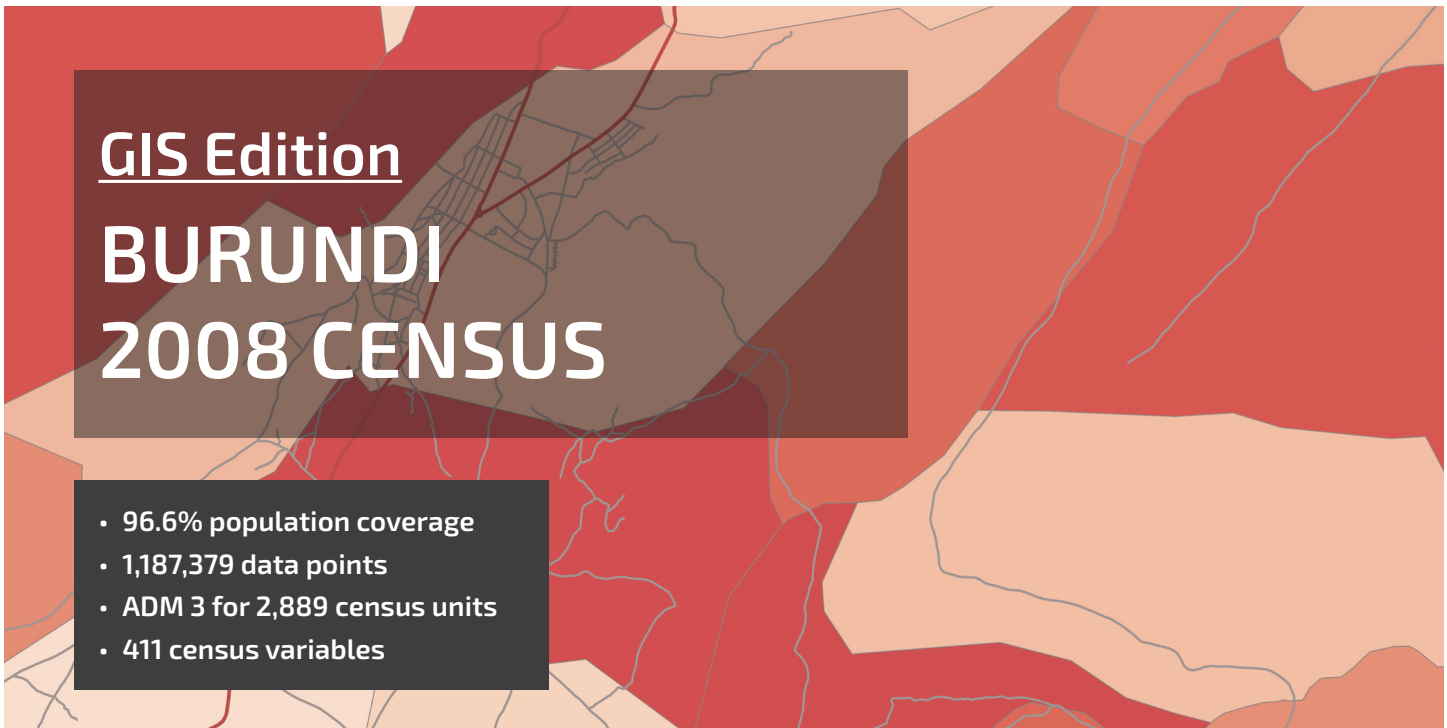 GIS Edition
BURUNDI
2008 CENSUS
• 96.6% population coverage
• 1,187,379 data points
• ADM 3 for 2,889 census units
• 411 census variables